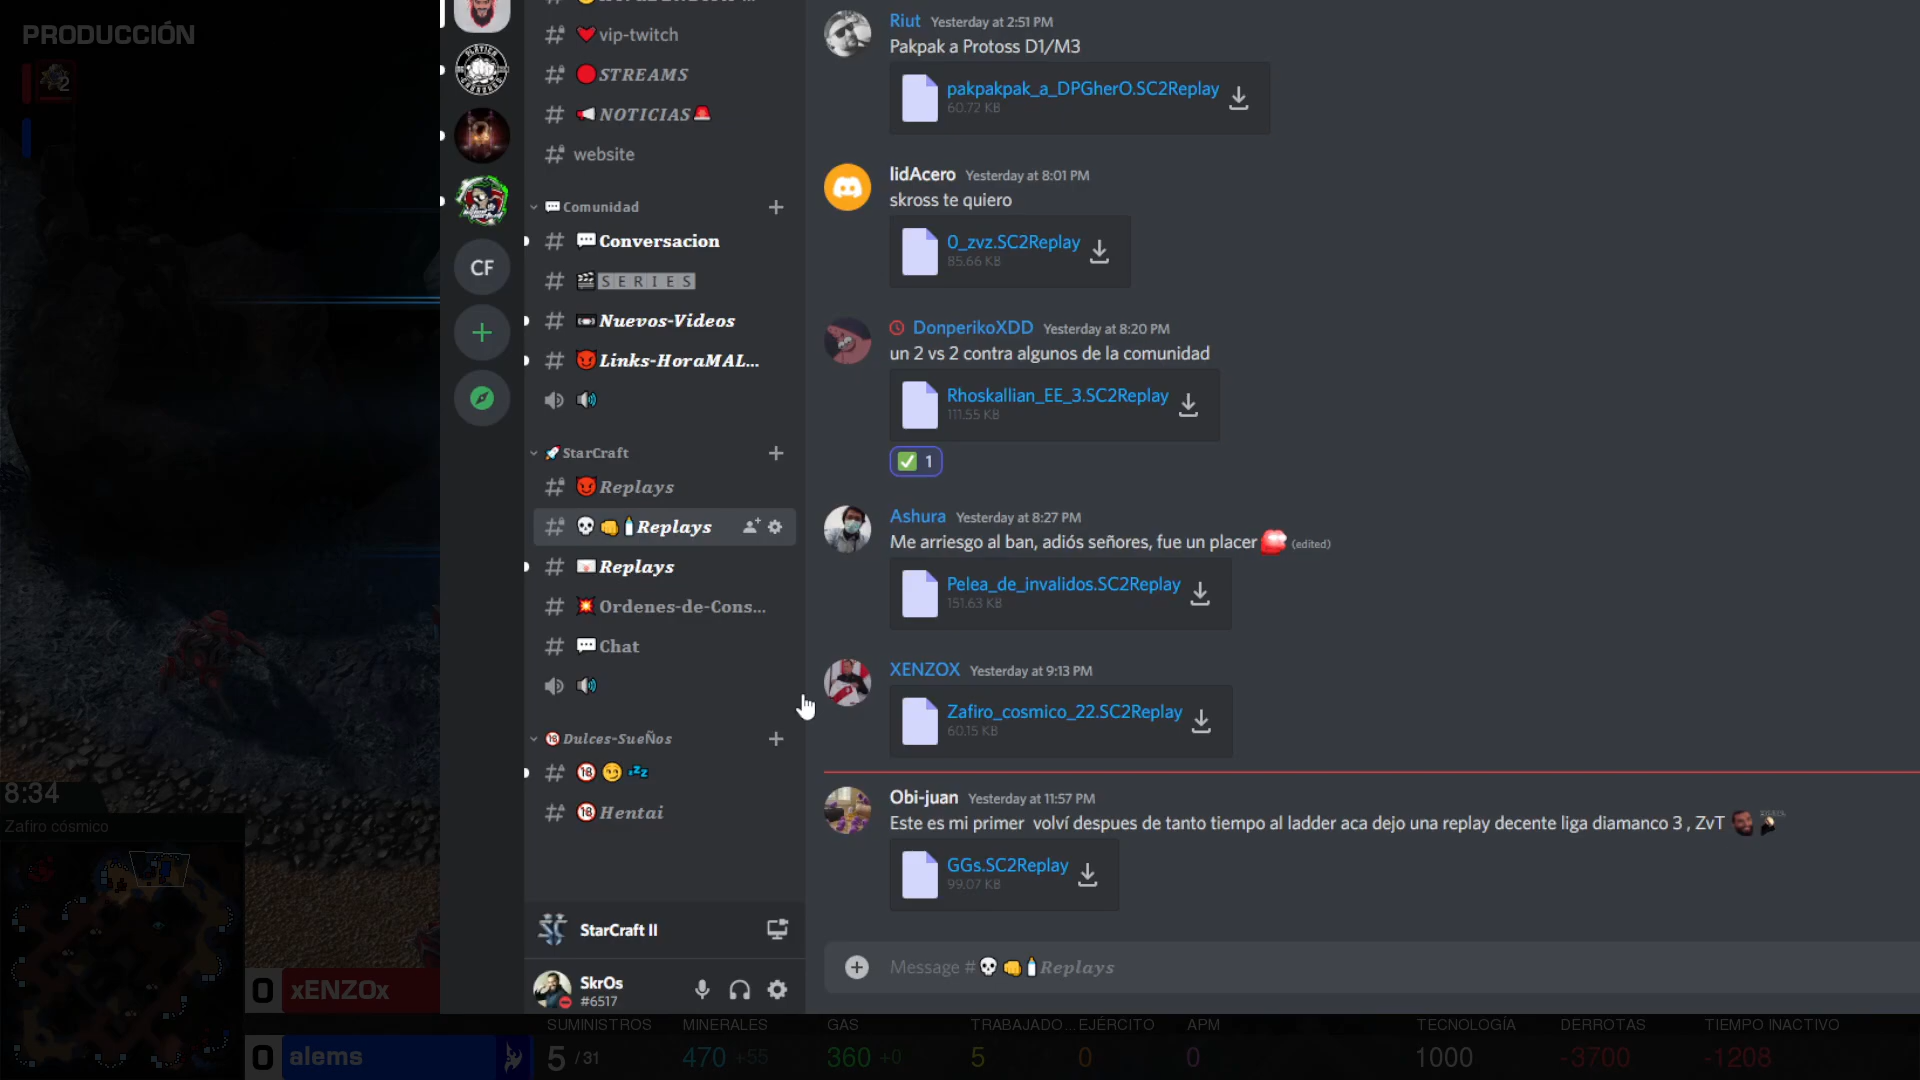 PRODUCCIÓN
2
8:34
Zafiro cósmico
CF
vip-twitch
STREAMS
NOTICIAS
website
Comunidad
Conversacion
SERIES
Nuevos-Videos
Links-HoraMAL...
StarCraft
Replays
Replays
Replays
Ordenes-de-Cons...
Chat
Dulces-SueÑos
Hentai
StarCraft II
SkrOs
#6517
Riut Yesterday at 2:51 PM
Pakpak a Protoss D1/M3
pakpakpak_a_DPGherO.SC2Replay
60.72 KB
lidAcero Yesterday at 8:01 PM
skross te quiero
0_zvz.SC2Replay
85.66 KB
DonperikoXDD Yesterday at 8:20 PM
un 2 vs 2 contra algunos de la comunidad
Rhoskallian_EE_3.SC2Replay
111.55 KB
1
Ashura Yesterday at 8:27 PM
Me arriesgo al ban, adiós señores, fue un placer (edited)
Pelea_de_invalidos.SC2Replay
151.63 KB
XENZOX Yesterday at 9:13 PM
Zafiro_cosmico_22.SC2Replay
60.15 KB
Obi-juan Yesterday at 11:57 PM
Este es mi primer volví despues de tanto tiempo al ladder aca dejo una replay decente liga diamanco 3 , ZvT
GGs.SC2Replay
99.07 KB
Message # Replays
0 xENZOx
0 alems
SUMINISTROS MINERALES GAS TRABAJADO... EJÉRCITO APM TECNOLOGÍA DERROTAS TIEMPO INACTIVO
5 /31 470 +55 360 +0 5 0 0 1000 -3700 -1208